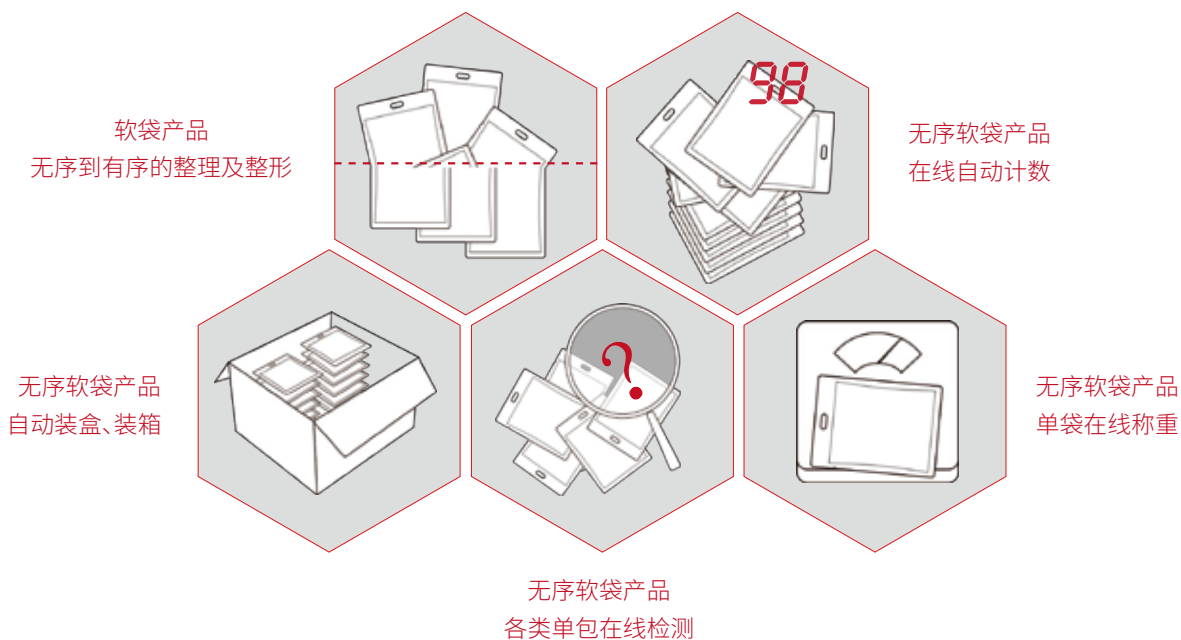 软袋产品
无序到有序的整理及整形
98
无序软袋产品
在线自动计数
无序软袋产品
自动装盒、装箱
?
无序软袋产品
单袋在线称重
无序软袋产品
各类单包在线检测